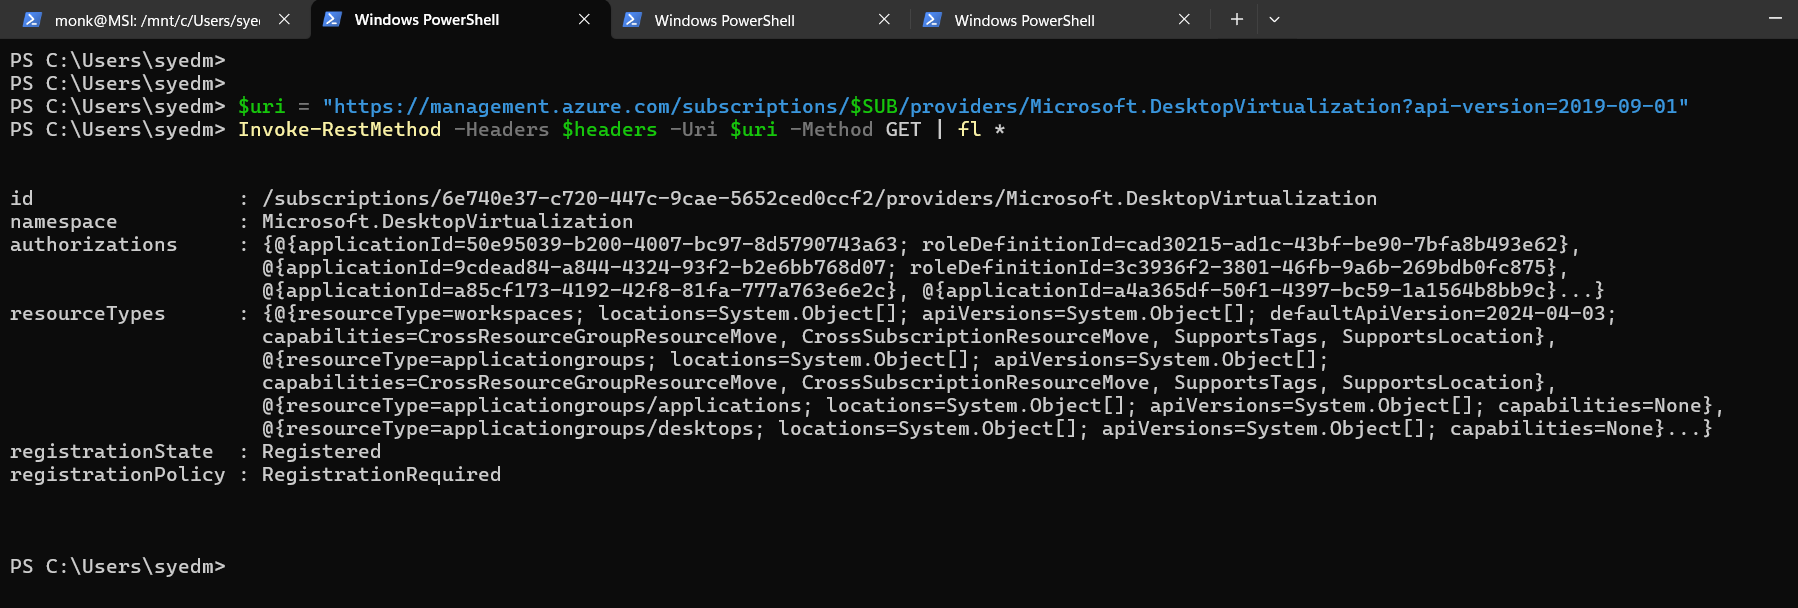 monk@MSI: /mnt/c/Users/sye
Windows PowerShell
Windows PowerShell
Windows PowerShell
PS C:\Users\syedm>
PS C:\Users\syedm>
PS C:\Users\syedm> $uri = "https://management.azure.com/subscriptions/$SUB/providers/Microsoft.DesktopVirtualization?api-version=2019-09-01"
PS C:\Users\syedm> Invoke-RestMethod -Headers $headers -Uri $uri -Method GET | fl *
id : /subscriptions/6e740e37-c720-447c-9cae-5652ced0ccf2/providers/Microsoft.DesktopVirtualization
namespace : Microsoft.DesktopVirtualization
authorizations : {@{applicationId=50e95039-b200-4007-bc97-8d5790743a63; roleDefinitionId=cad30215-ad1c-43bf-be90-7bfa8b493e62},
@{applicationId=9cdead84-a844-4324-93f2-b2e6bb768d07; roleDefinitionId=3c3936f2-3801-46fb-9a6b-269bdb0fc875},
@{applicationId=a85cf173-4192-42f8-81fa-777a763e6e2c}, @{applicationId=a4a365df-50f1-4397-bc59-1a1564b8bb9c}...}
resourceTypes : {@{resourceType=workspaces; locations=System.Object[]; apiVersions=System.Object[]; defaultApiVersion=2024-04-03;
capabilities=CrossResourceGroupResourceMove, CrossSubscriptionResourceMove, SupportsTags, SupportsLocation},
@{resourceType=applicationgroups; locations=System.Object[]; apiVersions=System.Object[];
capabilities=CrossResourceGroupResourceMove, CrossSubscriptionResourceMove, SupportsTags, SupportsLocation},
@{resourceType=applicationgroups/applications; locations=System.Object[]; apiVersions=System.Object[]; capabilities=None},
@{resourceType=applicationgroups/desktops; locations=System.Object[]; apiVersions=System.Object[]; capabilities=None}...}
registrationState : Registered
registrationPolicy : RegistrationRequired
PS C:\Users\syedm>